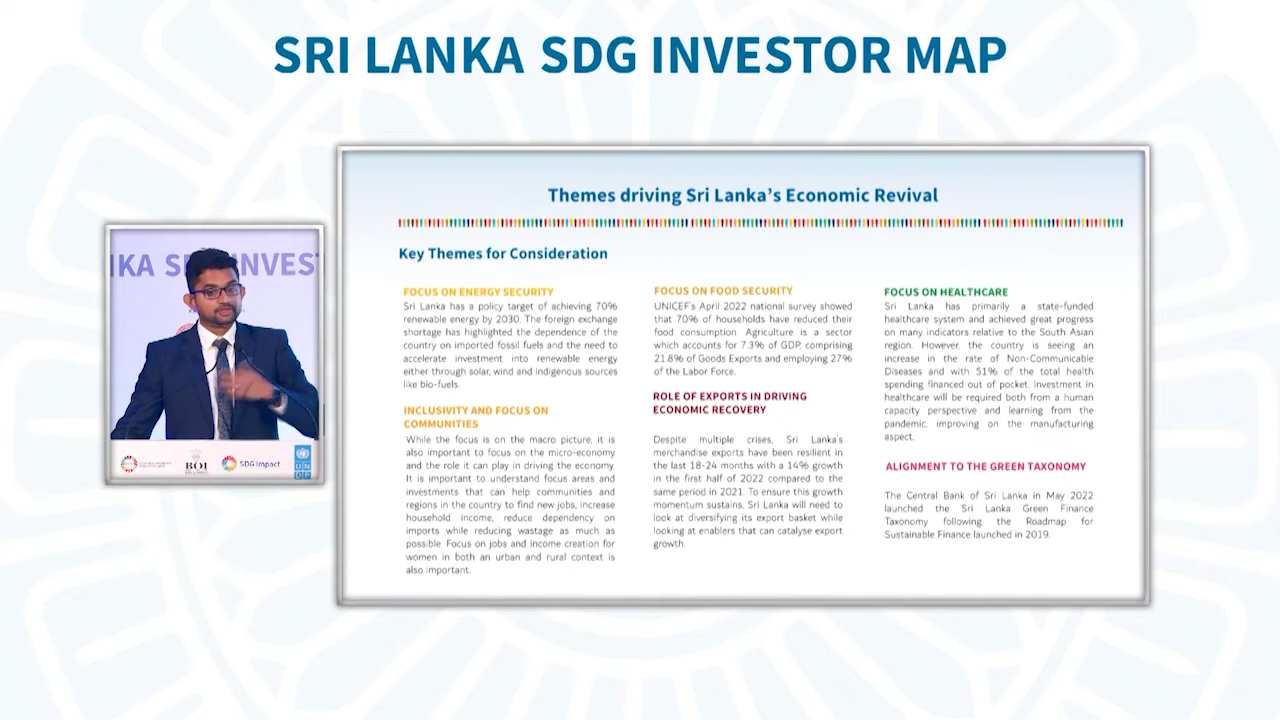 SRI LANKA SDG INVESTOR MAP
Themes driving Sri Lanka's Economic Revival
Key Themes for Consideration
FOCUS ON ENERGY SECURITY
Sri Lanka has a policy target of achieving 70%
renewable energy by 2030. The foreign exchange
shortage has highlighted the dependence of the
country on imported fossil fuels and the need to
accelerate investment into renewable energy
either through solar, wind and indigenous sources
like bio-fuels.
INCLUSIVITY AND FOCUS ON
COMMUNITIES
While the focus is on the macro picture, it is
also important to focus on the micro-economy
and the role it can play in driving the economy.
It is important to understand focus areas and
investments that can help communities and
regions in the country to find new jobs, increase
household income, reduce dependency on
imports while reducing wastage as much as
possible. Focus on jobs and income creation for
women in both an urban and rural context is
also important.
FOCUS ON FOOD SECURITY
UNICEF's April 2022 national survey showed
that 70% of households have reduced their
food consumption. Agriculture is a sector
which accounts for 7.3% of GDP, comprising
21.8% of Goods Exports and employing 27%
of the Labor Force.
ROLE OF EXPORTS IN DRIVING
ECONOMIC RECOVERY
Despite multiple crises, Sri Lanka's
merchandise exports have been resilient in
the last 18-24 months with a 14% growth
in the first half of 2022 compared to the
same period in 2021. To ensure this growth
momentum sustains, Sri Lanka will need to
look at diversifying its export basket while
looking at enablers that can catalyse export
growth.
FOCUS ON HEALTHCARE
Sri Lanka has primarily a state-funded
healthcare system and achieved great progress
on many indicators relative to the South Asian
region. However, the country is seeing an
increase in the rate of Non-Communicable
Diseases and with 51% of the total health
spending financed out of pocket, investment in
healthcare will be required both from a human
capacity perspective and learning from the
pandemic, improving on the manufacturing
aspect.
ALIGNMENT TO THE GREEN TAXONOMY
The Central Bank of Sri Lanka in May 2022
launched the Sri Lanka Green Finance
Taxonomy following the Roadmap for
Sustainable Finance launched in 2019.
NKA SD INVEST
BOI
SDG Impact
UN
DP